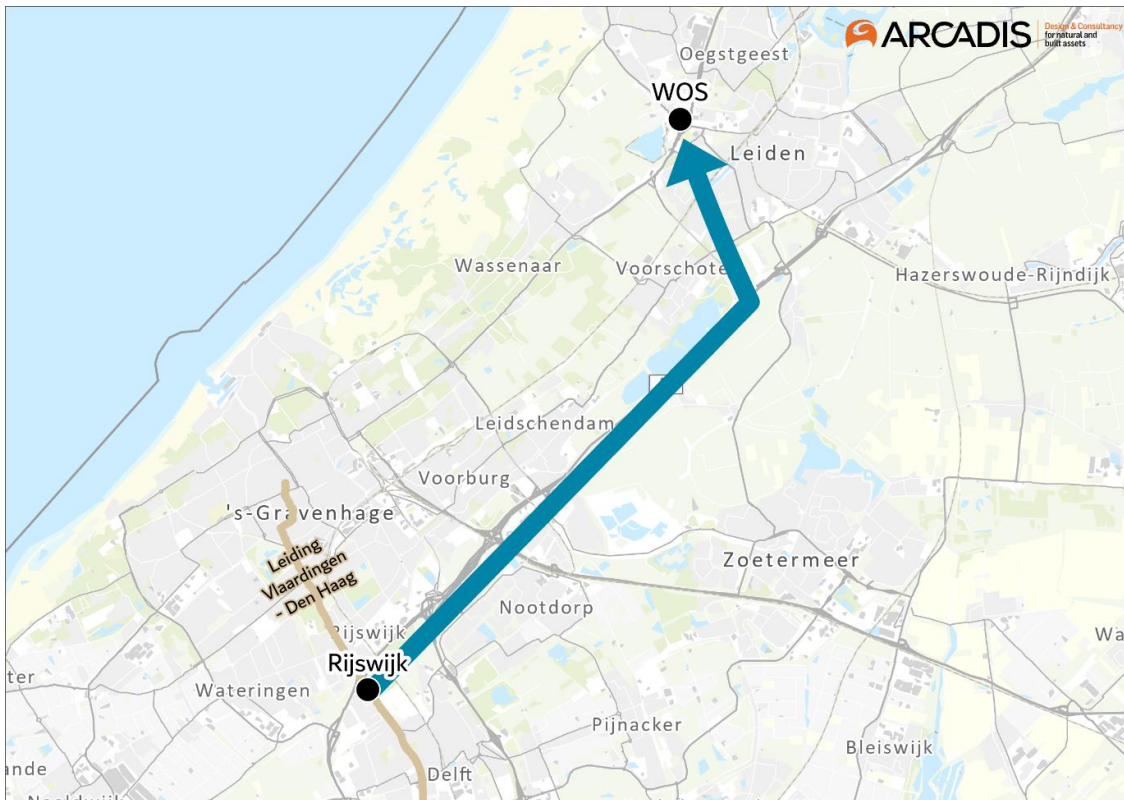 ARCADIS
Design & Consultancy
for natural and
built assets
Oegstgeest
WOS
Leiden
Wassenaar
Voorschote
Hazerswoude-Rijndijk
Leidschendam
Voorburg
's-Gravenhage
Leiding
Vlaardingen
- Den Haag
Zoetermeer
Nootdorp
Rijswijk
Rijswijk
Wateringen
Pijnacker
Bleiswijk
Delft